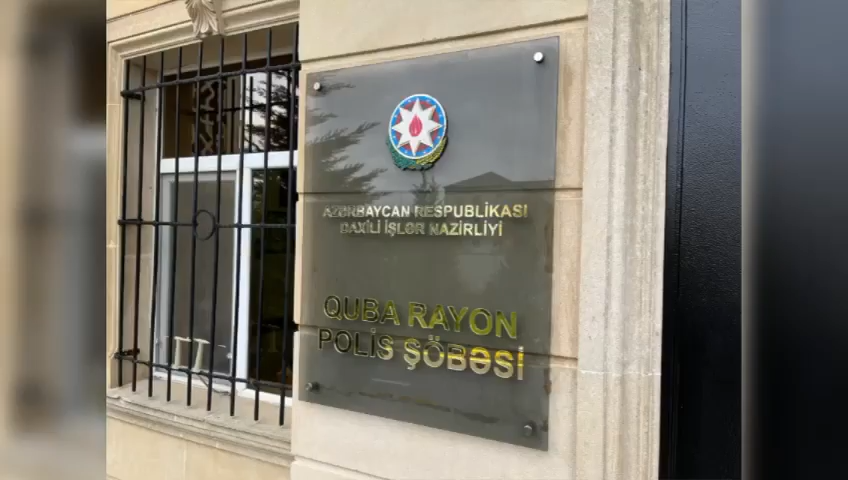 AZƏRBAYCAN RESPUBLİKASI
DAXİLİ İŞLƏR NAZİRLİYİ
QUBA RAYON
POLİS ŞÖBƏSİ